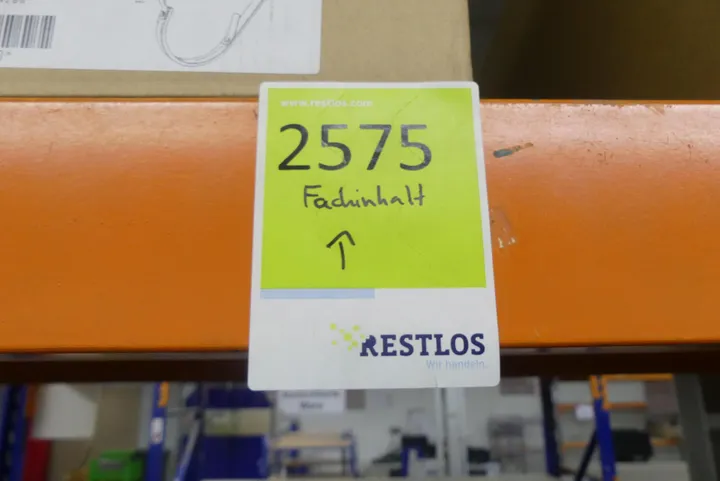 www.restlos.com
2575
Fachinhalt
RESTLOS
Wir handeln.